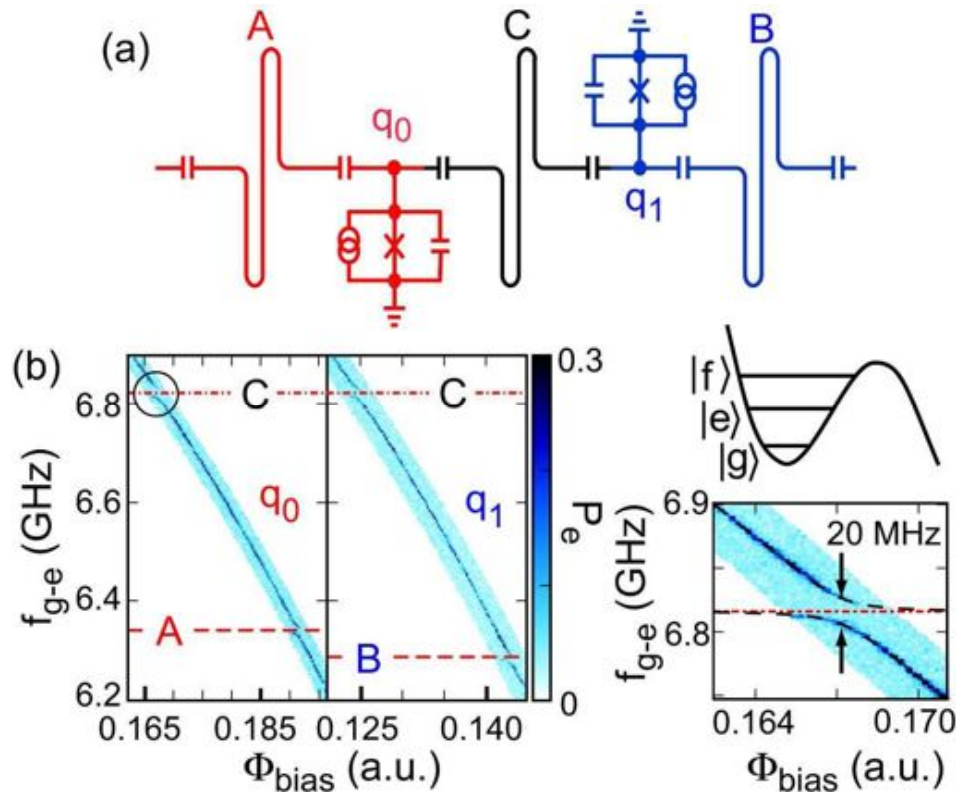 (a)
A
C
B
q0
q1
(b)
f g-e (GHz)
6.8
6.6
6.4
6.2
C
C
q0
q1
A
B
0.165
0.185
0.125
0.140
Φbias (a.u.)
0.3
Pe
0
|f⟩
|e⟩
|g⟩
f g-e (GHz)
6.9
6.8
20 MHz
0.164
0.170
Φbias (a.u.)